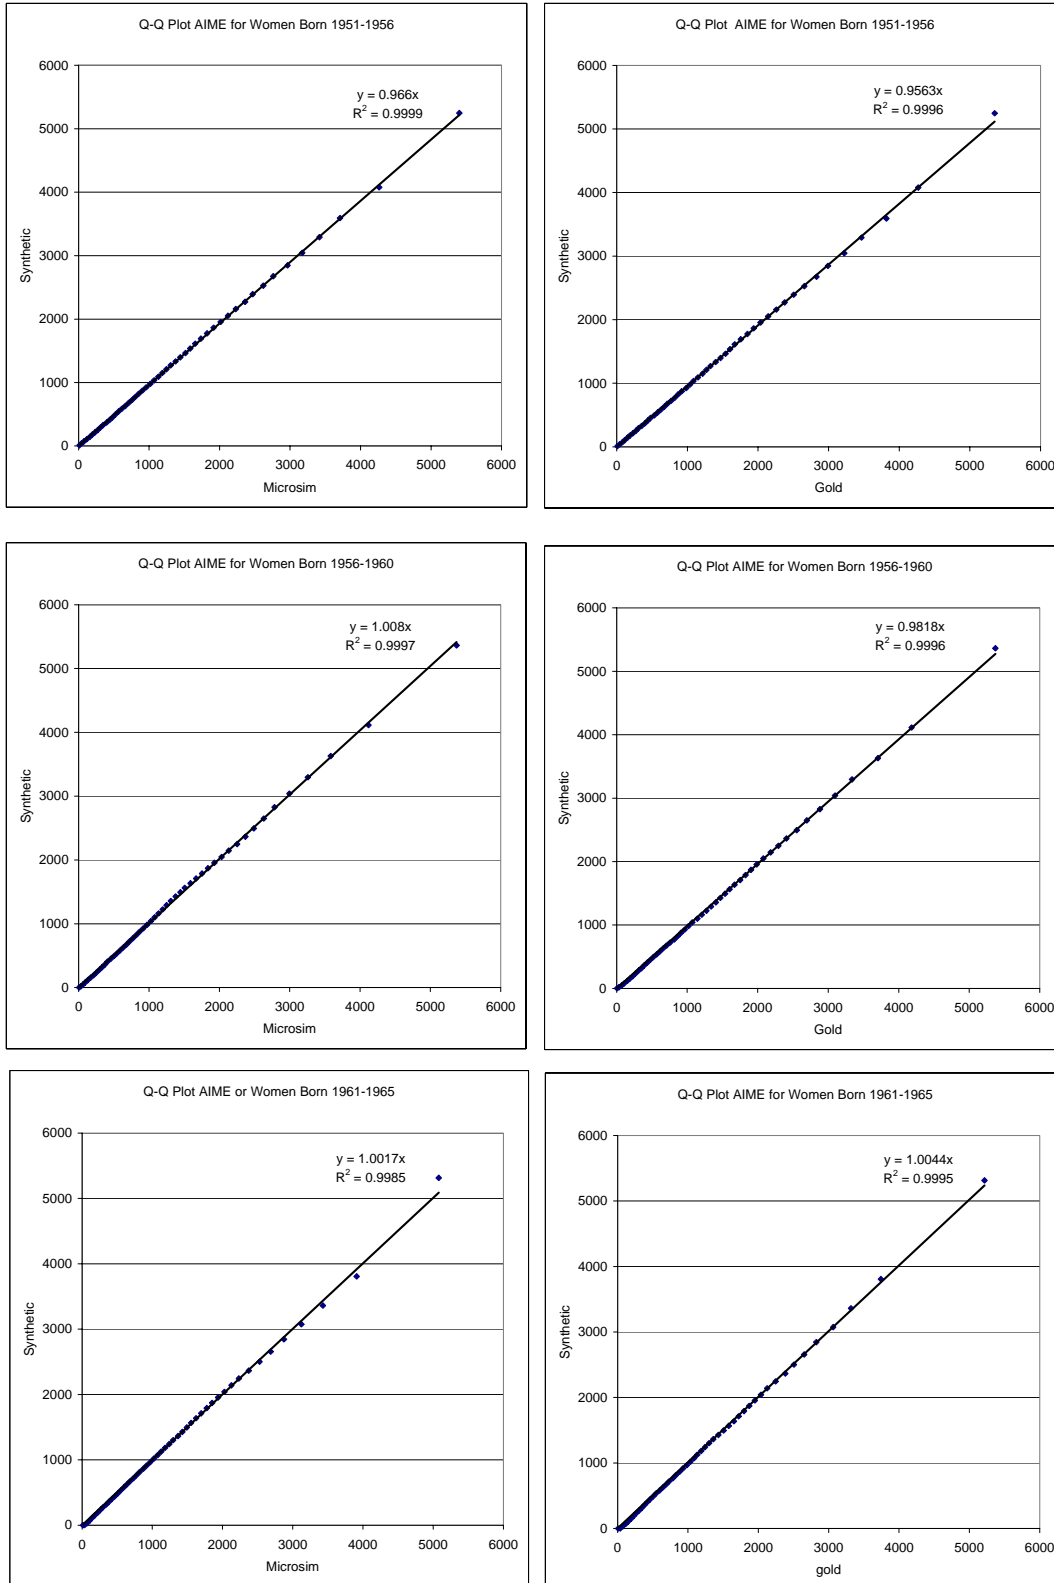 Q-Q Plot AIME for Women Born 1951-1956
6000
5000
4000
3000
2000
1000
0
Synthetic
y = 0.966x
R² = 0.9999
0 1000 2000 3000 4000 5000 6000
Microsim
Q-Q Plot  AIME for Women Born 1951-1956
6000
5000
4000
3000
2000
1000
0
Synthetic
y = 0.9563x
R² = 0.9996
0 1000 2000 3000 4000 5000 6000
Gold
Q-Q Plot AIME for Women Born 1956-1960
6000
5000
4000
3000
2000
1000
0
Synthetic
y = 1.008x
R² = 0.9997
0 1000 2000 3000 4000 5000 6000
Microsim
Q-Q Plot AIME for Women Born 1956-1960
6000
5000
4000
3000
2000
1000
0
Synthetic
y = 0.9818x
R² = 0.9996
0 1000 2000 3000 4000 5000 6000
Gold
Q-Q Plot AIME or Women Born 1961-1965
6000
5000
4000
3000
2000
1000
0
Synthetic
y = 1.0017x
R² = 0.9985
0 1000 2000 3000 4000 5000 6000
Microsim
Q-Q Plot AIME for Women Born 1961-1965
6000
5000
4000
3000
2000
1000
0
Synthetic
y = 1.0044x
R² = 0.9995
0 1000 2000 3000 4000 5000 6000
gold